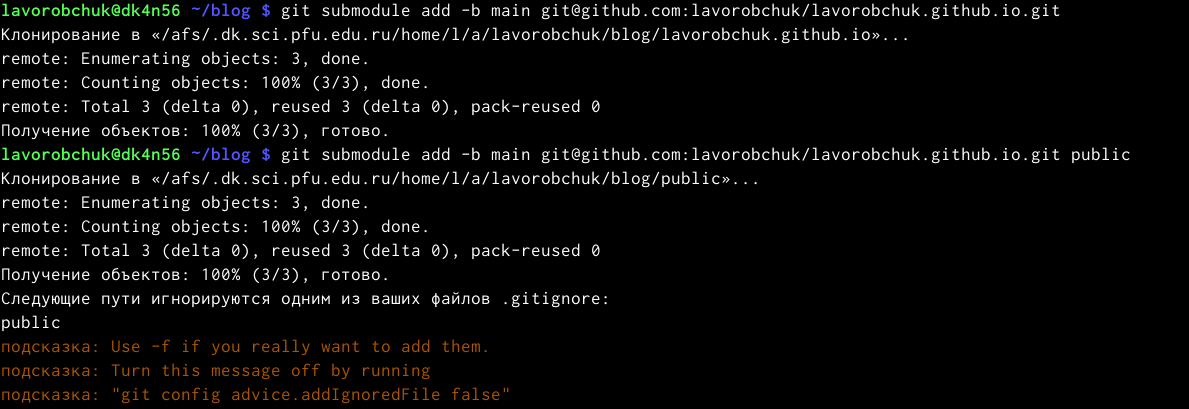 lavorobchuk@dk4n56 ~/blog $ git submodule add -b main git@github.com:lavorobchuk/lavorobchuk.github.io.git
Клонирование в «/afs/.dk.sci.pfu.edu.ru/home/l/a/lavorobchuk/blog/lavorobchuk.github.io»...
remote: Enumerating objects: 3, done.
remote: Counting objects: 100% (3/3), done.
remote: Total 3 (delta 0), reused 3 (delta 0), pack-reused 0
Получение объектов: 100% (3/3), готово.
lavorobchuk@dk4n56 ~/blog $ git submodule add -b main git@github.com:lavorobchuk/lavorobchuk.github.io.git public
Клонирование в «/afs/.dk.sci.pfu.edu.ru/home/l/a/lavorobchuk/blog/public»...
remote: Enumerating objects: 3, done.
remote: Counting objects: 100% (3/3), done.
remote: Total 3 (delta 0), reused 3 (delta 0), pack-reused 0
Получение объектов: 100% (3/3), готово.
Следующие пути игнорируются одним из ваших файлов .gitignore:
public
подсказка: Use -f if you really want to add them.
подсказка: Turn this message off by running
подсказка: "git config advice.addIgnoredFile false"